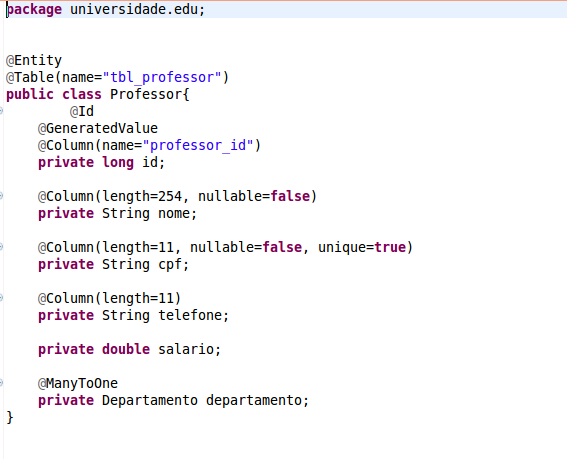 package universidade.edu;
@Entity
@Table(name="tbl_professor")
public class Professor{
@Id
@GeneratedValue
@Column(name="professor_id")
private long id;
@Column(length=254, nullable=false)
private String nome;
@Column(length=11, nullable=false, unique=true)
private String cpf;
@Column(length=11)
private String telefone;
private double salario;
@ManyToOne
private Departamento departamento;
}